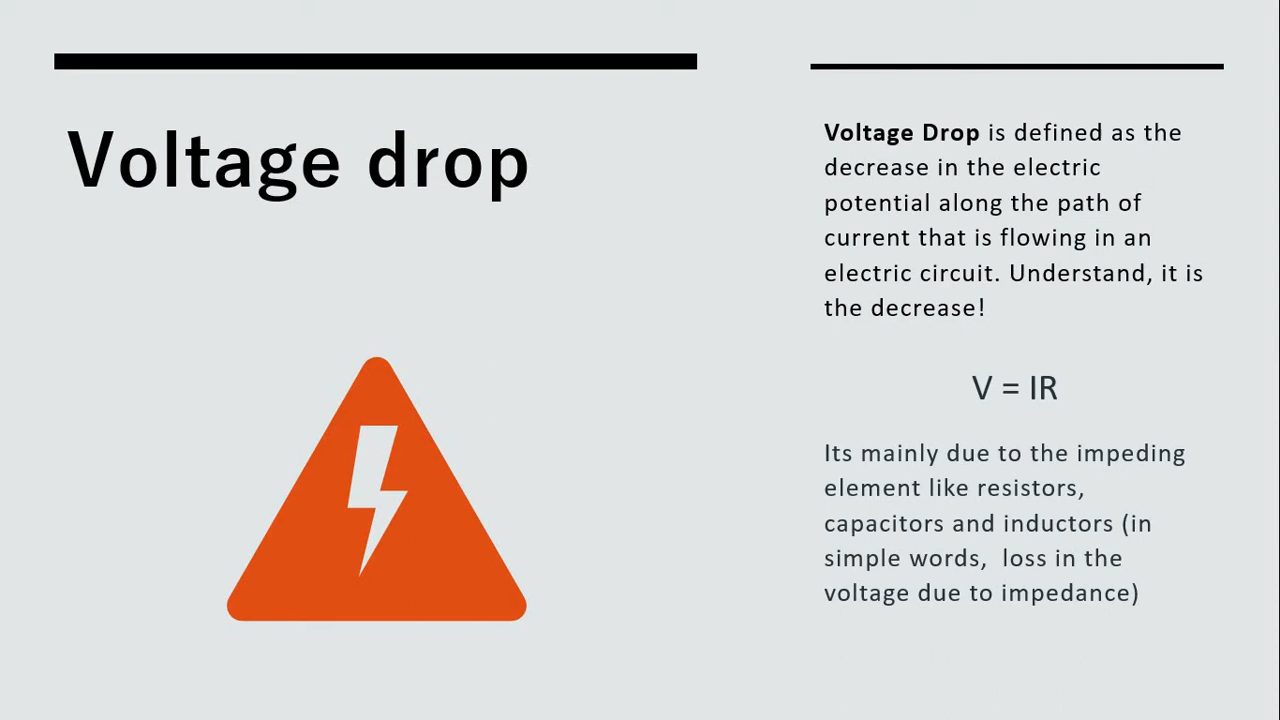 Voltage drop
Voltage Drop is defined as the
decrease in the electric
potential along the path of
current that is flowing in an
electric circuit. Understand, it is
the decrease!
V = IR
Its mainly due to the impeding
element like resistors,
capacitors and inductors (in
simple words,  loss in the
voltage due to impedance)